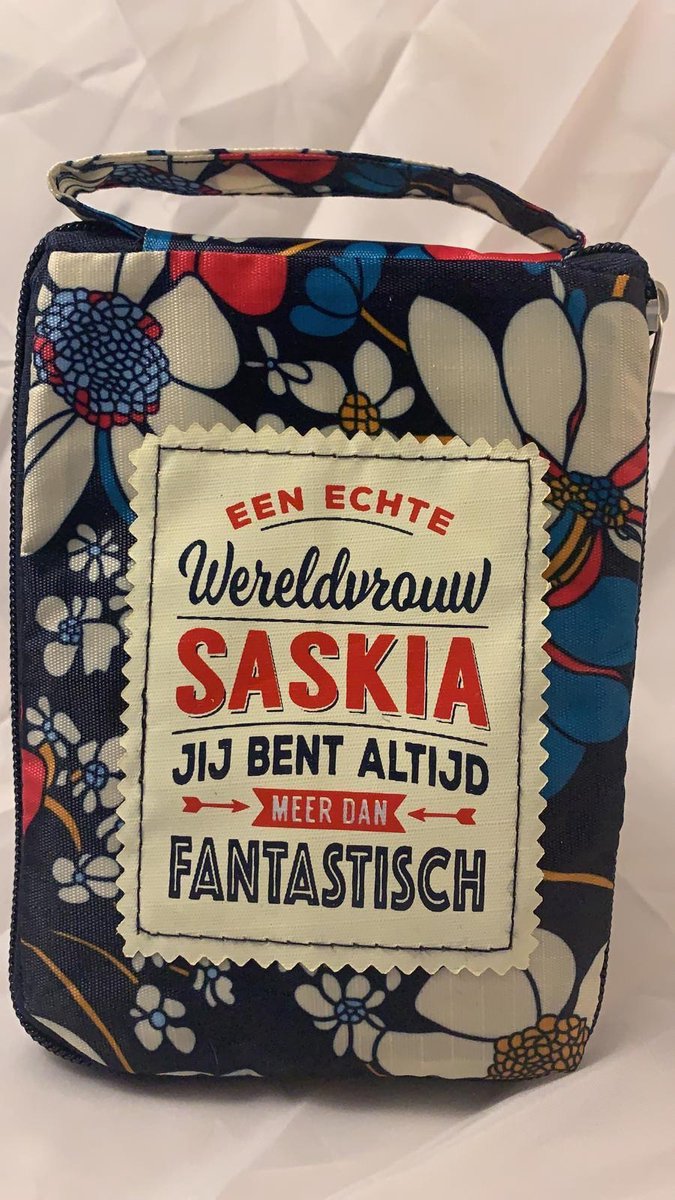 EEN ECHTE
Wereldvrouw
SASKIA
JIJ BENT ALTIJD
MEER DAN
FANTASTISCH